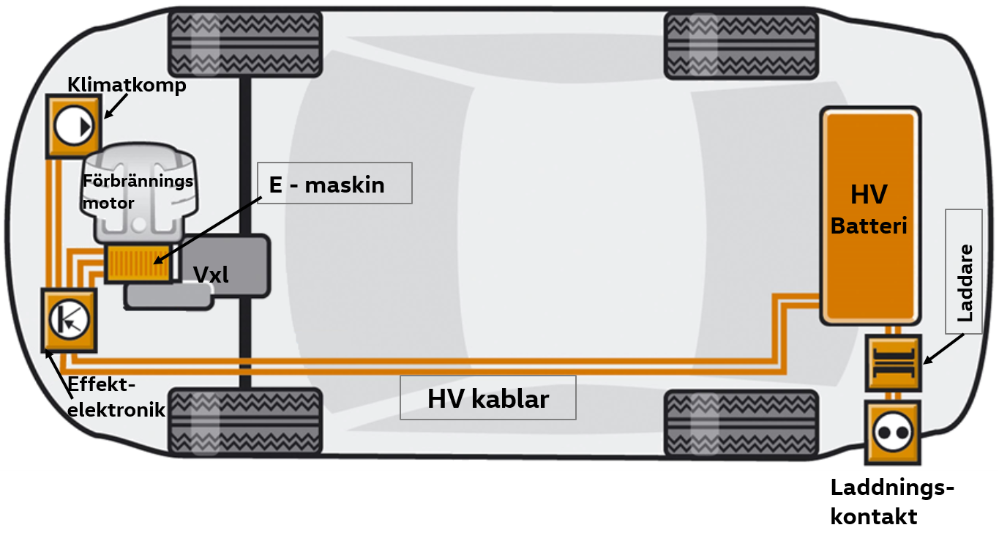 Klimatkomp
Förbrännings
motor
E - maskin
Vxl
HV
Batteri
Laddare
Effekt-
elektronik
HV kablar
Laddnings-
kontakt